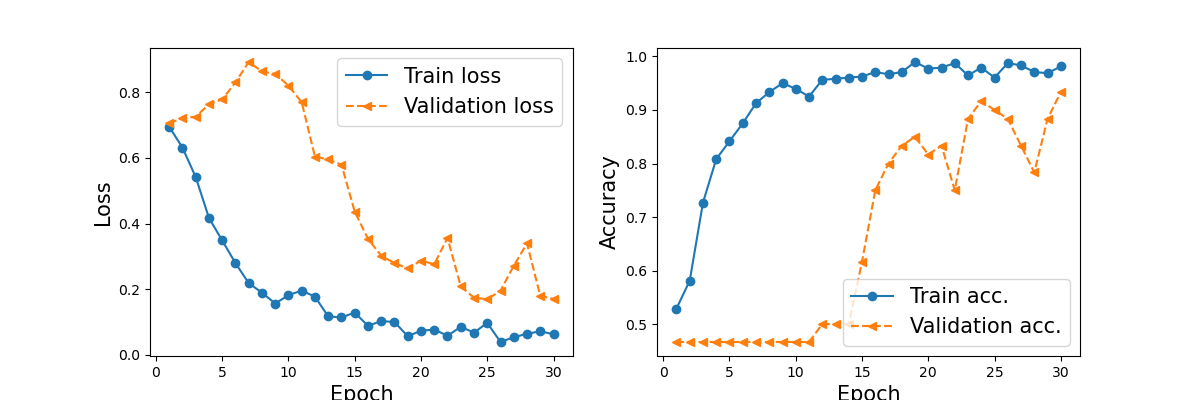 Train loss
Validation loss
0.8
0.6
0.4
0.2
0.0
Loss
0 5 10 15 20 25 30
Epoch
1.0
0.9
0.8
0.7
0.6
0.5
Accuracy
Train acc.
Validation acc.
0 5 10 15 20 25 30
Epoch